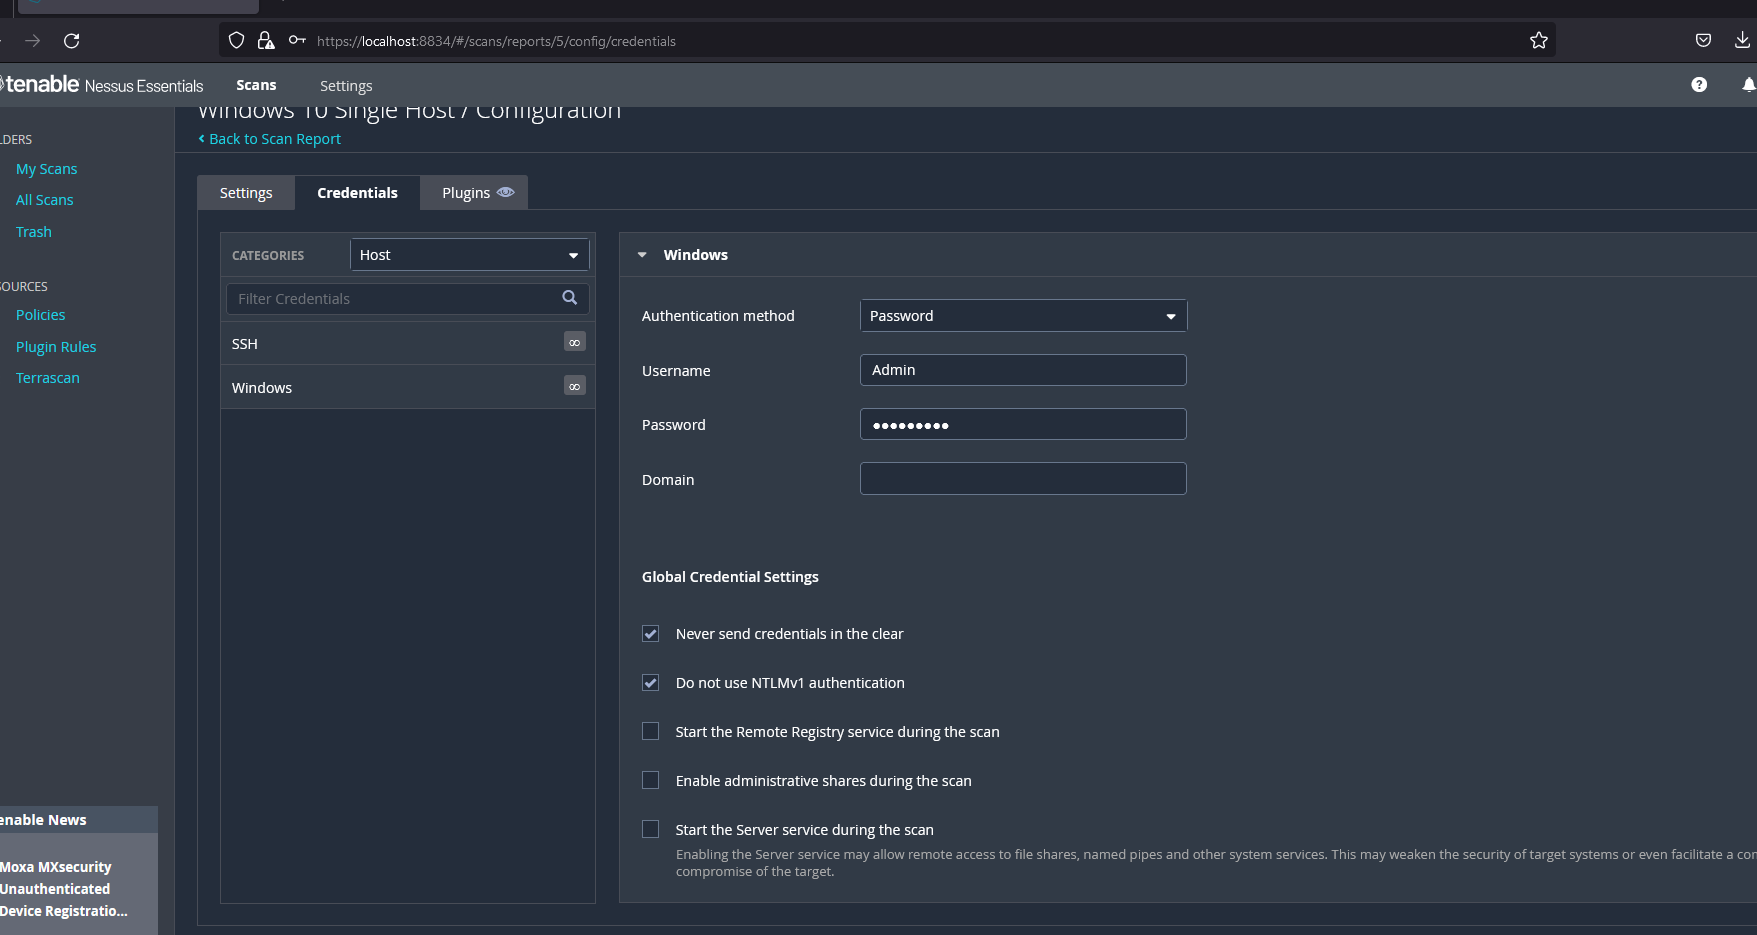 https://localhost:8834/#/scans/reports/5/config/credentials
tenable Nessus Essentials
Scans
Settings
Windows 10 Single Host / Configuration
Back to Scan Report
LDERS
My Scans
All Scans
Trash
SOURCES
Policies
Plugin Rules
Terrascan
enable News
Moxa MXsecurity
Unauthenticated
Device Registratio...
Settings
Credentials
Plugins
CATEGORIES
Host
Filter Credentials
SSH
∞
Windows
∞
Windows
Authentication method
Password
Username
Admin
Password
•••••••••
Domain
Global Credential Settings
Never send credentials in the clear
Do not use NTLMv1 authentication
Start the Remote Registry service during the scan
Enable administrative shares during the scan
Start the Server service during the scan
Enabling the Server service may allow remote access to file shares, named pipes and other system services. This may weaken the security of target systems or even facilitate a
compromise of the target.